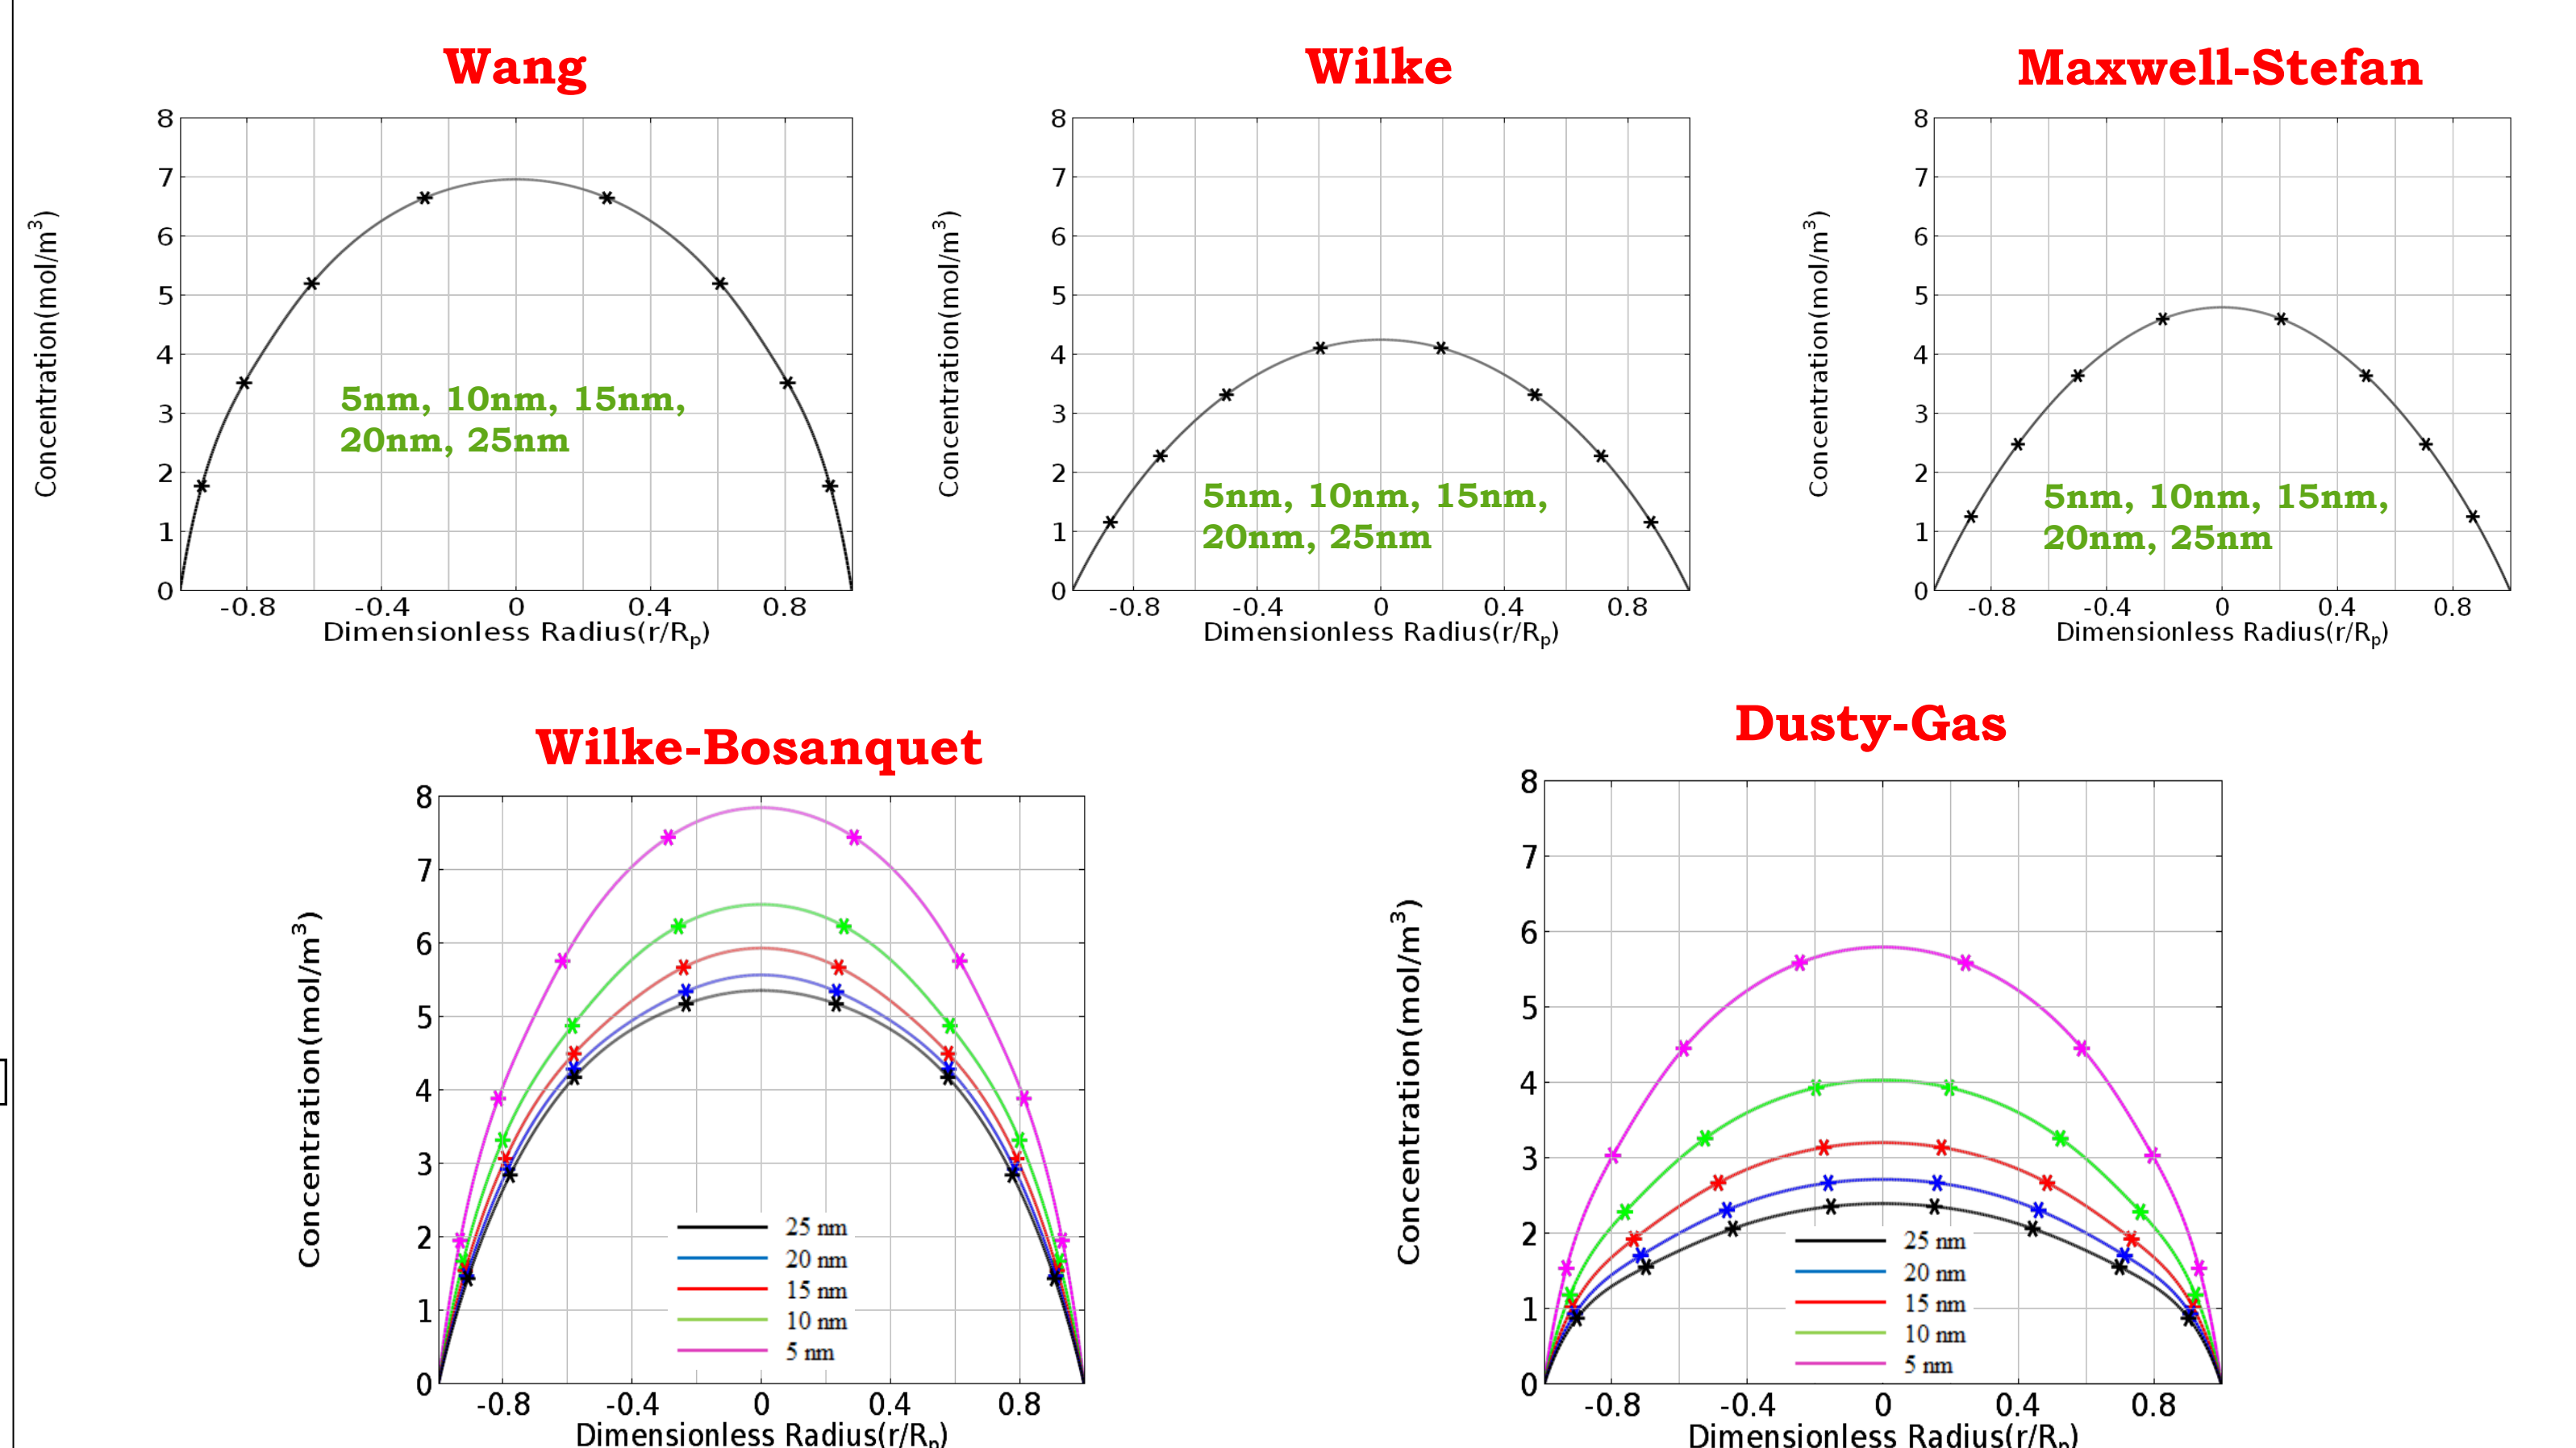 Wang
8
7
6
5
4
3
2
1
0
Concentration(mol/m³)
5nm, 10nm, 15nm,
20nm, 25nm
-0.8 -0.4 0 0.4 0.8
Dimensionless Radius(r/Rp)
Wilke
8
7
6
5
4
3
2
1
0
Concentration(mol/m³)
5nm, 10nm, 15nm,
20nm, 25nm
-0.8 -0.4 0 0.4 0.8
Dimensionless Radius(r/Rp)
Maxwell-Stefan
8
7
6
5
4
3
2
1
0
Concentration(mol/m³)
5nm, 10nm, 15nm,
20nm, 25nm
-0.8 -0.4 0 0.4 0.8
Dimensionless Radius(r/Rp)
Wilke-Bosanquet
8
7
6
5
4
3
2
1
0
Concentration(mol/m³)
25 nm
20 nm
15 nm
10 nm
5 nm
-0.8 -0.4 0 0.4 0.8
Dimensionless Radius(r/Rp)
Dusty-Gas
8
7
6
5
4
3
2
1
0
Concentration(mol/m³)
25 nm
20 nm
15 nm
10 nm
5 nm
-0.8 -0.4 0 0.4 0.8
Dimensionless Radius(r/Rp)